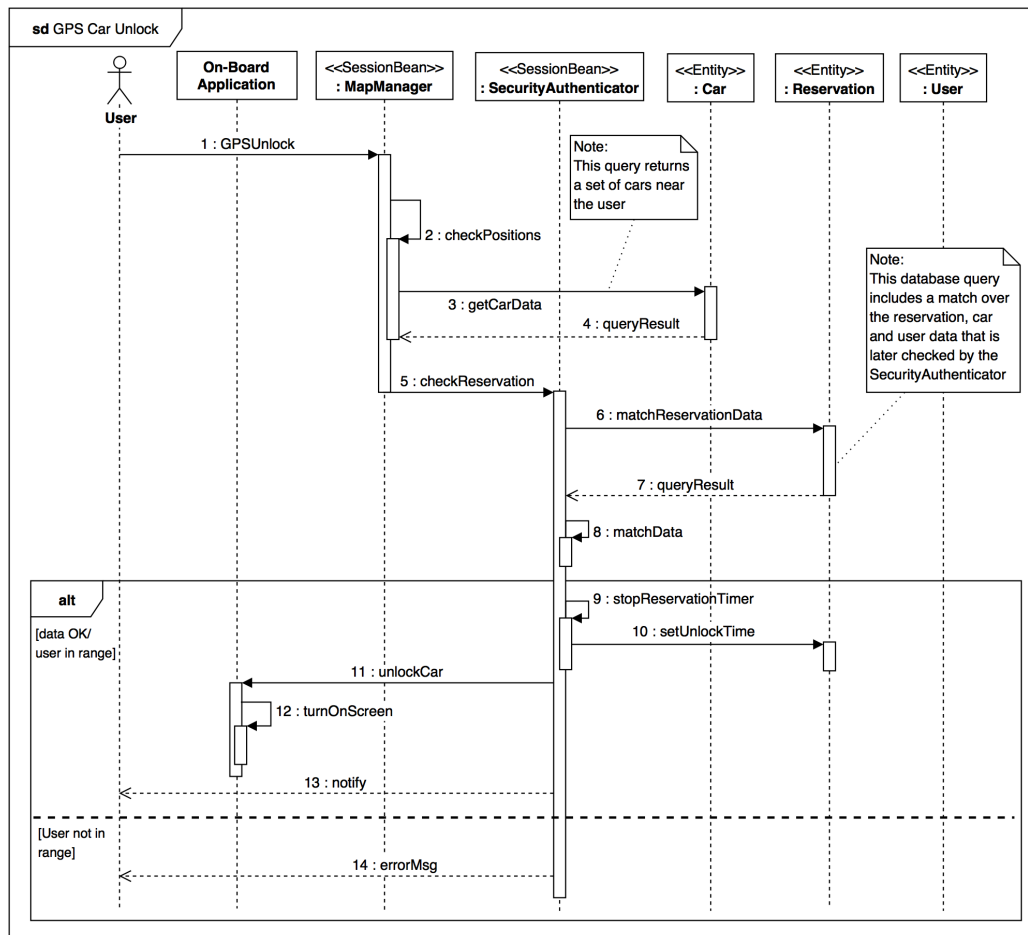 sd GPS Car Unlock
User
On-Board
Application
<<SessionBean>>
: MapManager
<<SessionBean>>
: SecurityAuthenticator
<<Entity>>
: Car
<<Entity>>
: Reservation
<<Entity>>
: User
1 : GPSUnlock
Note:
This query returns
a set of cars near
the user
2 : checkPositions
Note:
This database query
includes a match over
the reservation, car
and user data that is
later checked by the
SecurityAuthenticator
3 : getCarData
4 : queryResult
5 : checkReservation
6 : matchReservationData
7 : queryResult
8 : matchData
alt
9 : stopReservationTimer
[data OK/
user in range]
10 : setUnlockTime
11 : unlockCar
12 : turnOnScreen
13 : notify
[User not in
range]
14 : errorMsg